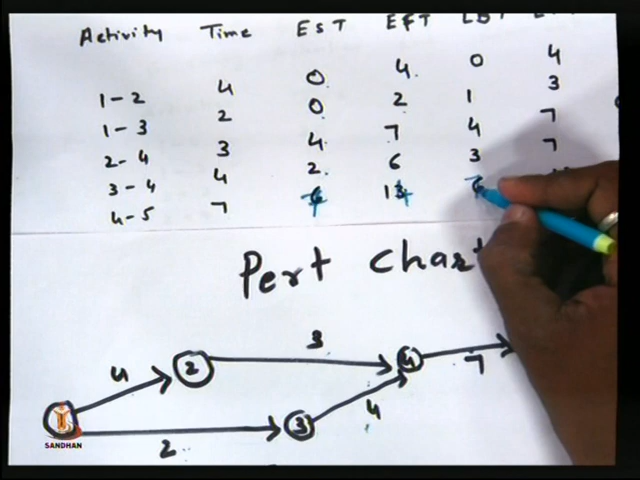 Activity Time EST EFT
1-2 4 0 4 0 4
1-3 2 0 2 1 3
2-4 3 4 7 4 7
3-4 4 2 6 3 7
4-5 7
Pert Chart
4 2 3 4 7
1 2 3 4
SANDHAN